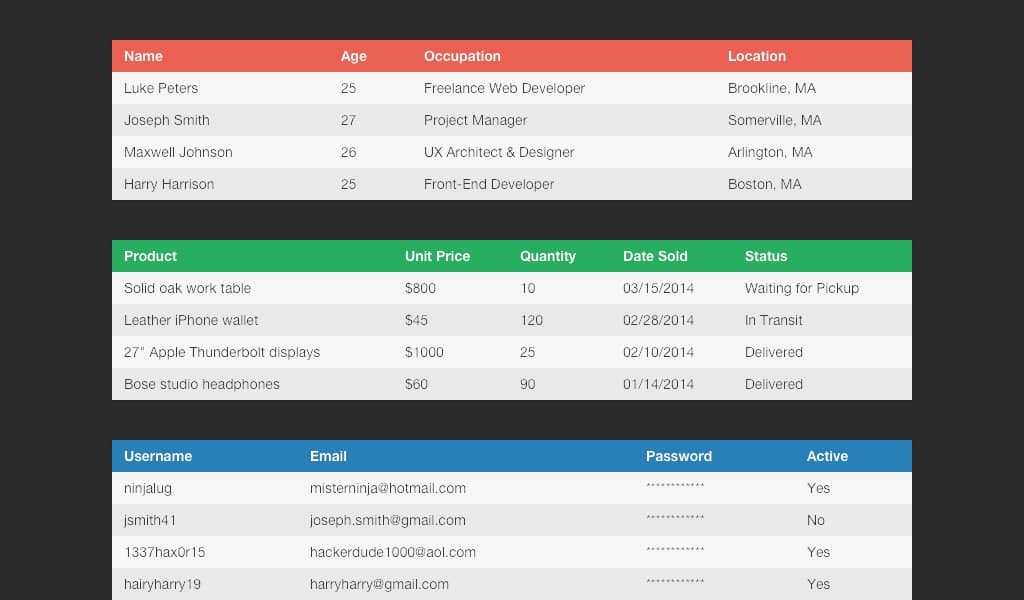 Name Age Occupation Location
Luke Peters 25 Freelance Web Developer Brookline, MA
Joseph Smith 27 Project Manager Somerville, MA
Maxwell Johnson 26 UX Architect & Designer Arlington, MA
Harry Harrison 25 Front-End Developer Boston, MA
Product Unit Price Quantity Date Sold Status
Solid oak work table $800 10 03/15/2014 Waiting for Pickup
Leather iPhone wallet $45 120 02/28/2014 In Transit
27" Apple Thunderbolt displays $1000 25 02/10/2014 Delivered
Bose studio headphones $60 90 01/14/2014 Delivered
Username Email Password Active
ninjalug misterninja@hotmail.com ************ Yes
jsmith41 joseph.smith@gmail.com ************ No
1337hax0r15 hackerdude1000@aol.com ************ Yes
hairyharry19 harryharry@gmail.com ************ Yes